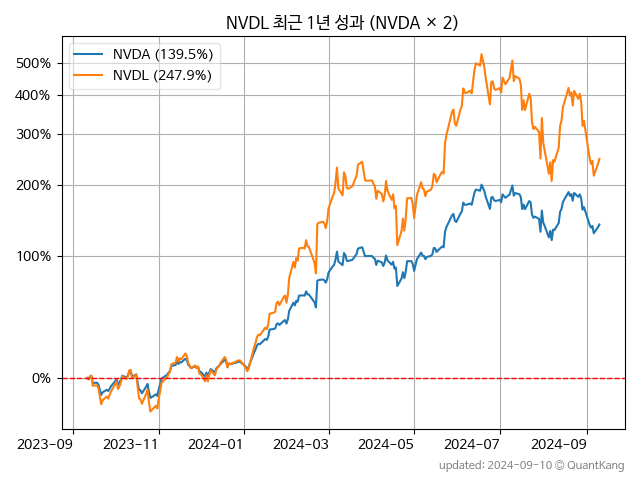 NVDL 최근 1년 성과 (NVDA × 2)
NVDA (139.5%)
NVDL (247.9%)
500%
400%
300%
200%
100%
0%
2023-09 2023-11 2024-01 2024-03 2024-05 2024-07 2024-09
updated: 2024-09-10 © QuantKang